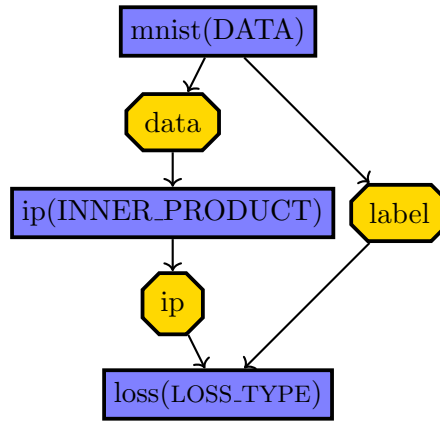 mnist(DATA)
data
ip(INNER_PRODUCT)
label
ip
loss(LOSS_TYPE)